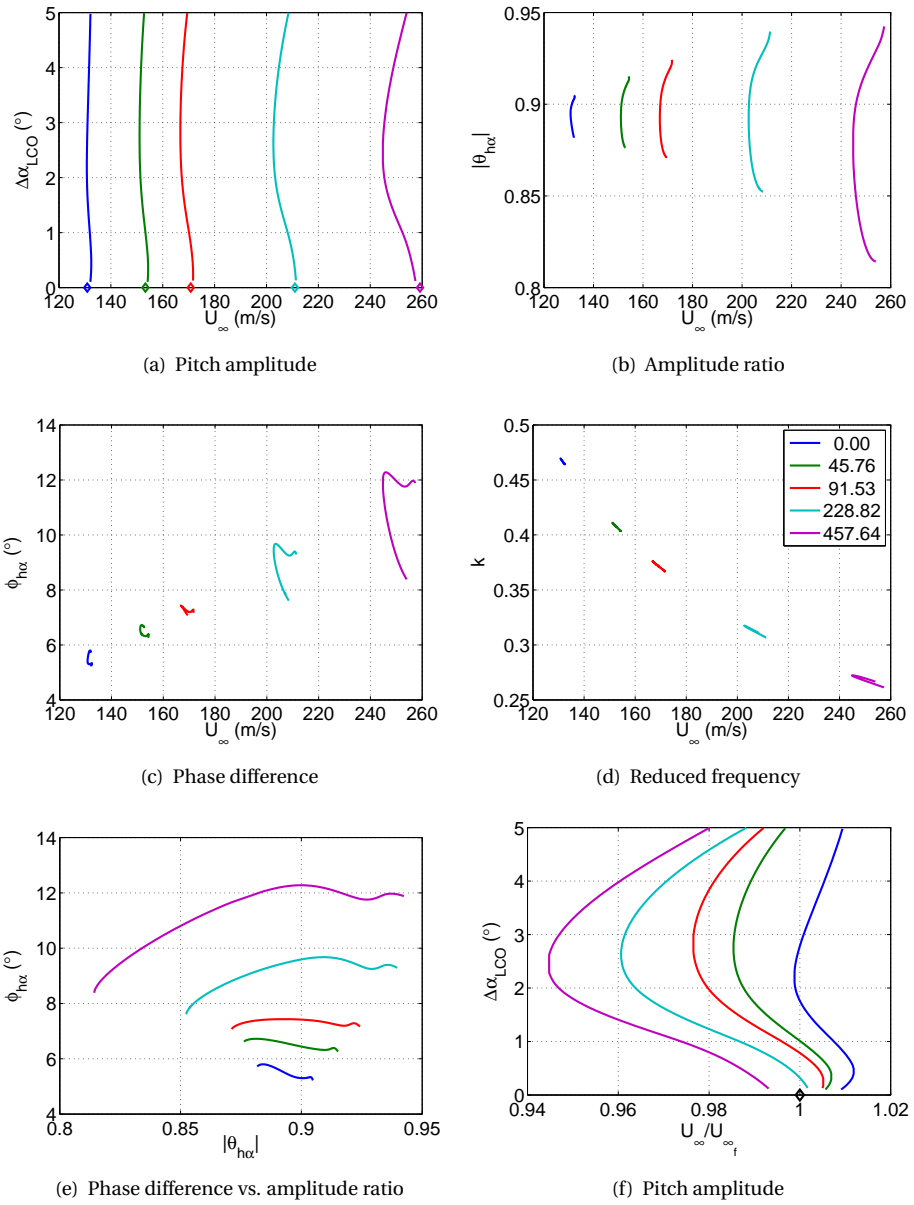 5
4
3
2
1
0
Δα_LCO (°)
120 140 160 180 200 220 240 260
U_∞ (m/s)
(a) Pitch amplitude
0.95
0.9
0.85
0.8
|θ_hα|
120 140 160 180 200 220 240 260
U_∞ (m/s)
(b) Amplitude ratio
14
12
10
8
6
4
ϕ_hα (°)
120 140 160 180 200 220 240 260
U_∞ (m/s)
(c) Phase difference
0.5
0.45
0.4
0.35
0.3
0.25
k
0.00
45.76
91.53
228.82
457.64
120 140 160 180 200 220 240 260
U_∞ (m/s)
(d) Reduced frequency
14
12
10
8
6
4
ϕ_hα (°)
0.8 0.85 0.9 0.95
|θ_hα|
(e) Phase difference vs. amplitude ratio
5
4
3
2
1
0
Δα_LCO (°)
0.94 0.96 0.98 1 1.02
U_∞/U_∞_f
(f) Pitch amplitude